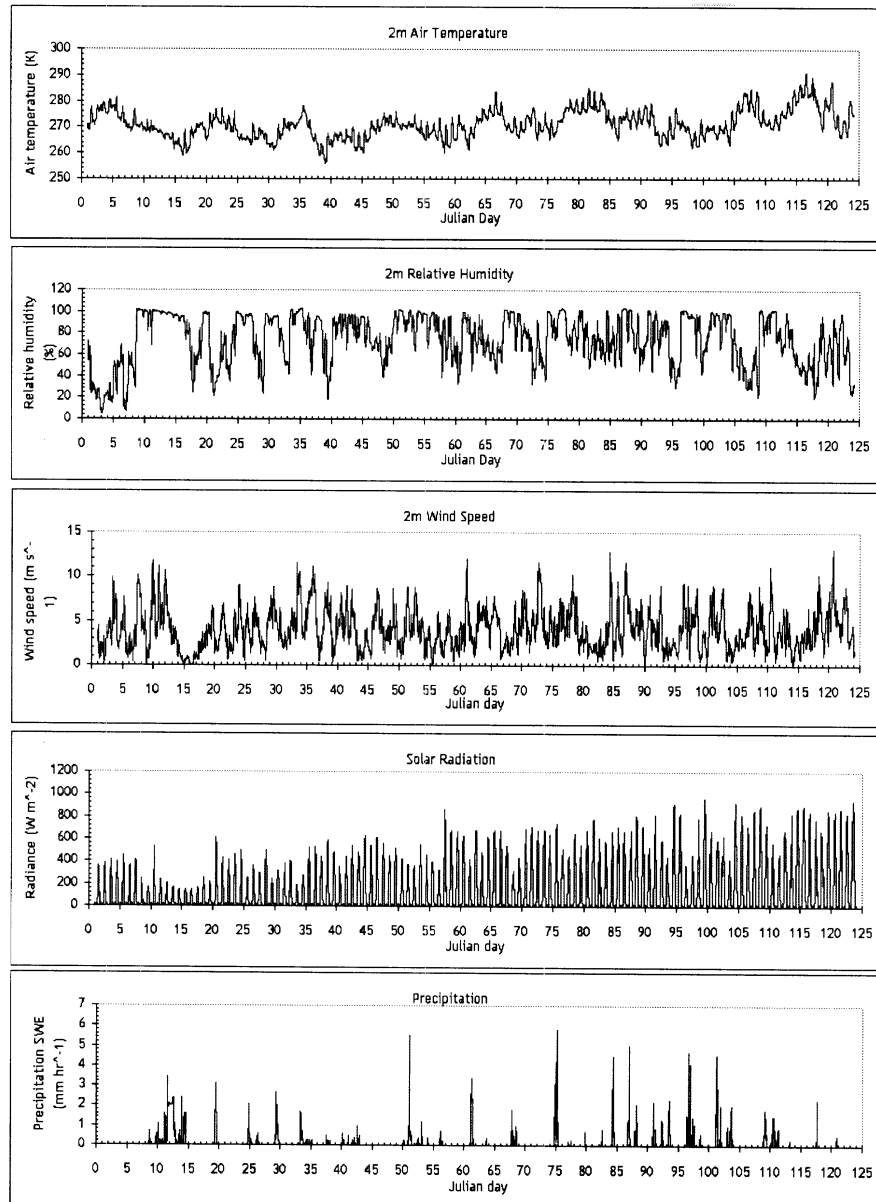 2m Air Temperature
Air temperature (K)
300
290
280
270
260
250
0 5 10 15 20 25 30 35 40 45 50 55 60 65 70 75 80 85 90 95 100 105 110 115 120 125
Julian Day
2m Relative Humidity
Relative humidity
(%)
120
100
80
60
40
20
0
0 5 10 15 20 25 30 35 40 45 50 55 60 65 70 75 80 85 90 95 100 105 110 115 120 125
Julian Day
2m Wind Speed
Wind speed (m s^-
1)
15
10
5
0
0 5 10 15 20 25 30 35 40 45 50 55 60 65 70 75 80 85 90 95 100 105 110 115 120 125
Julian day
Solar Radiation
Radiance (W m^-2)
1200
1000
800
600
400
200
0
0 5 10 15 20 25 30 35 40 45 50 55 60 65 70 75 80 85 90 95 100 105 110 115 120 125
Julian day
Precipitation
Precipitation SWE
(mm hr^-1)
7
6
5
4
3
2
1
0
0 5 10 15 20 25 30 35 40 45 50 55 60 65 70 75 80 85 90 95 100 105 110 115 120 125
Julian day